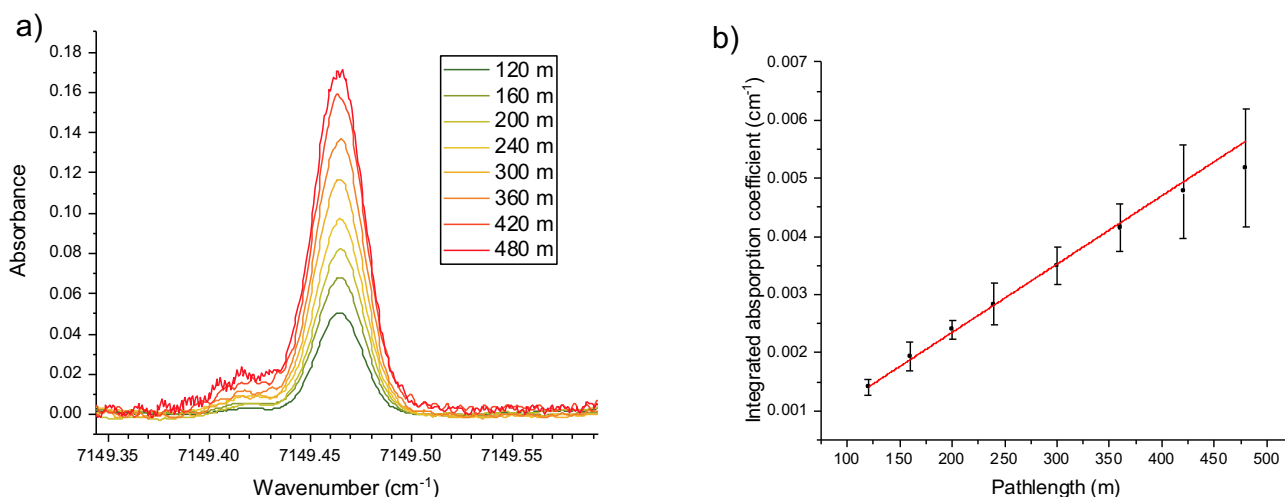 a)
0.18
0.16
0.14
0.12
0.10
0.08
0.06
0.04
0.02
0.00
Absorbance
120 m
160 m
200 m
240 m
300 m
360 m
420 m
480 m
7149.35 7149.40 7149.45 7149.50 7149.55
Wavenumber (cm⁻¹)
b)
0.007
0.006
0.005
0.004
0.003
0.002
0.001
Integrated absporption coefficient (cm⁻¹)
100 150 200 250 300 350 400 450 500
Pathlength (m)